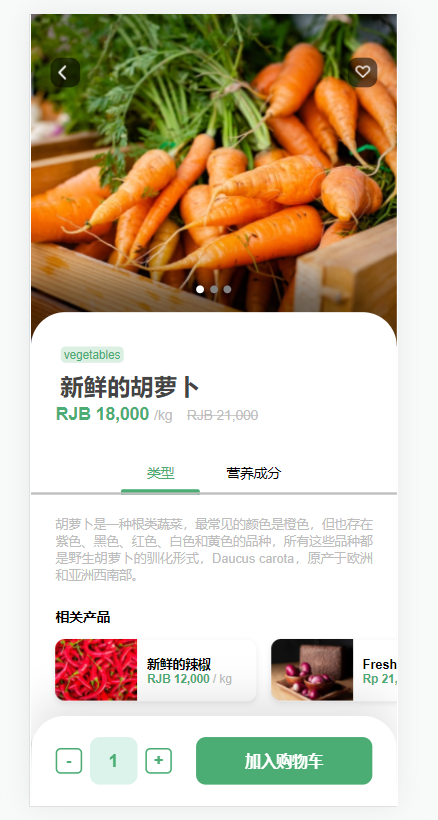 vegetables
新鲜的胡萝卜
RJB 18,000 /kg RJB 21,000
类型 营养成分
胡萝卜是一种根类蔬菜，最常见的颜色是橙色，但也存在
紫色、黑色、红色、白色和黄色的品种，所有这些品种都
是野生胡萝卜的驯化形式，Daucus carota，原产于欧洲
和亚洲西南部。
相关产品
新鲜的辣椒 Fresh
RJB 12,000 / kg Rp 21,
- 1 + 加入购物车